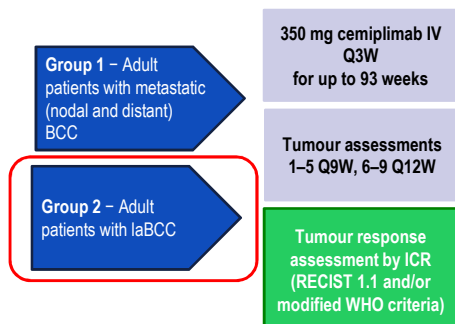 Group 1 – Adult
patients with metastatic
(nodal and distant)
BCC
Group 2 – Adult
patients with laBCC
350 mg cemiplimab IV
Q3W
for up to 93 weeks
Tumour assessments
1–5 Q9W, 6–9 Q12W
Tumour response
assessment by ICR
(RECIST 1.1 and/or
modified WHO criteria)